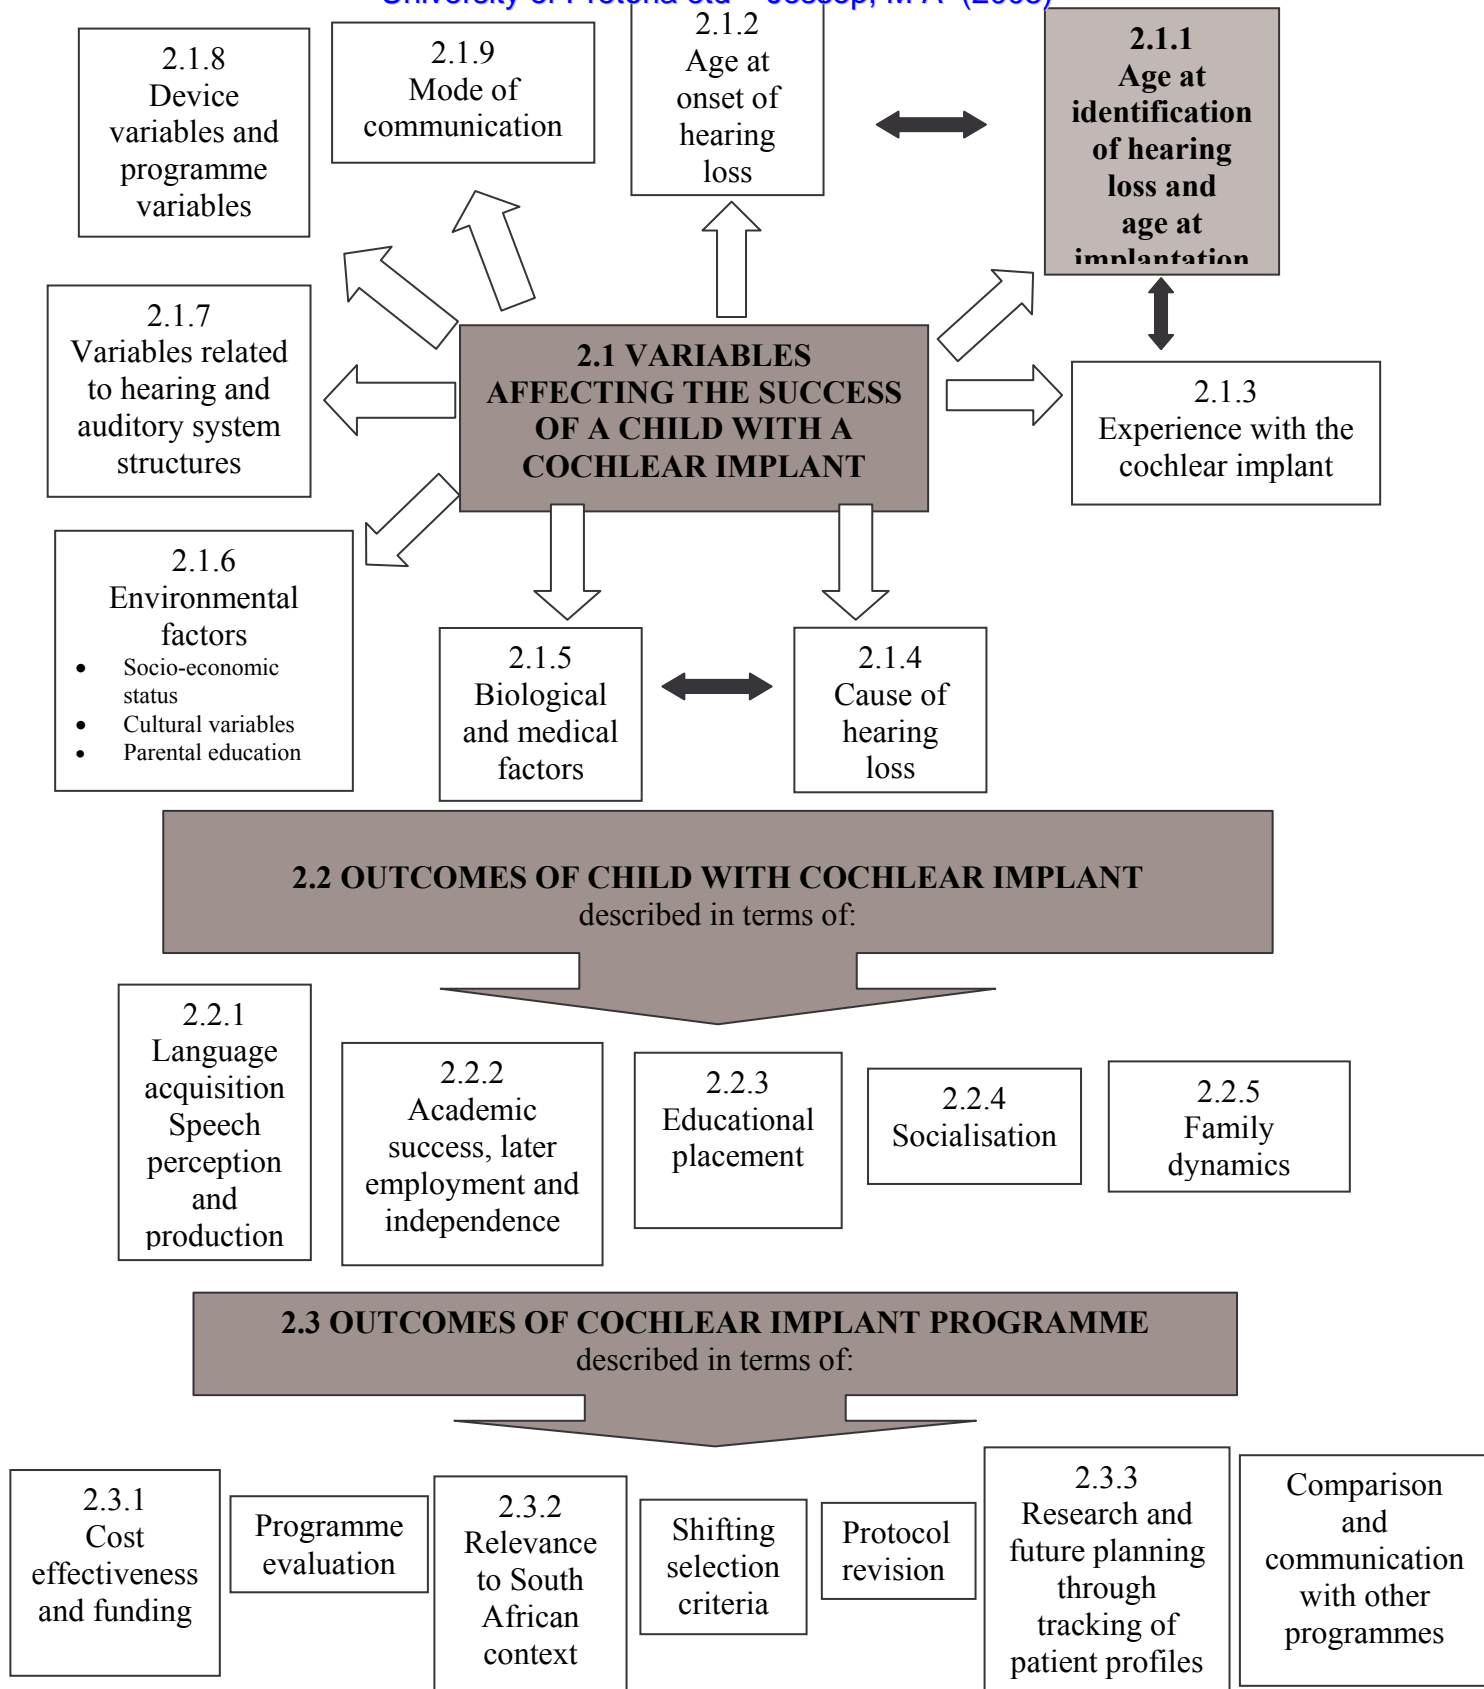 2.1.8
Device
variables and
programme
variables
2.1.9
Mode of
communication
2.1.2
Age at
onset of
hearing
loss
2.1.1
Age at
identification
of hearing
loss and
age at
implantation
2.1.7
Variables related
to hearing and
auditory system
structures
2.1 VARIABLES
AFFECTING THE SUCCESS
OF A CHILD WITH A
COCHLEAR IMPLANT
2.1.3
Experience with the
cochlear implant
2.1.6
Environmental
factors
• Socio-economic
status
• Cultural variables
• Parental education
2.1.5
Biological
and medical
factors
2.1.4
Cause of
hearing
loss
2.2 OUTCOMES OF CHILD WITH COCHLEAR IMPLANT
described in terms of:
2.2.1
Language
acquisition
Speech
perception
and
production
2.2.2
Academic
success, later
employment and
independence
2.2.3
Educational
placement
2.2.4
Socialisation
2.2.5
Family
dynamics
2.3 OUTCOMES OF COCHLEAR IMPLANT PROGRAMME
described in terms of:
2.3.1
Cost
effectiveness
and funding
Programme
evaluation
2.3.2
Relevance
to South
African
context
Shifting
selection
criteria
Protocol
revision
2.3.3
Research and
future planning
through
tracking of
patient profiles
Comparison
and
communication
with other
programmes